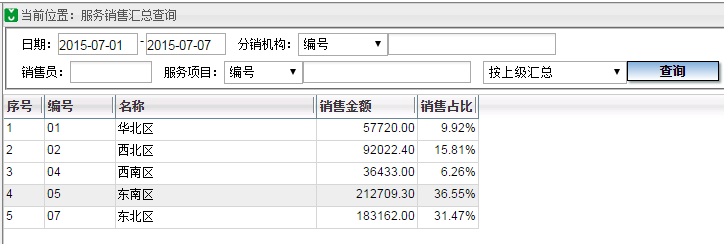 当前位置：服务销售汇总查询
日期： 2015-07-01 - 2015-07-07 分销机构： 编号
销售员： 服务项目： 编号 按上级汇总 查询
序号 编号 名称 销售金额 销售占比
1 01 华北区 57720.00 9.92%
2 02 西北区 92022.40 15.81%
3 04 西南区 36433.00 6.26%
4 05 东南区 212709.30 36.55%
5 07 东北区 183162.00 31.47%